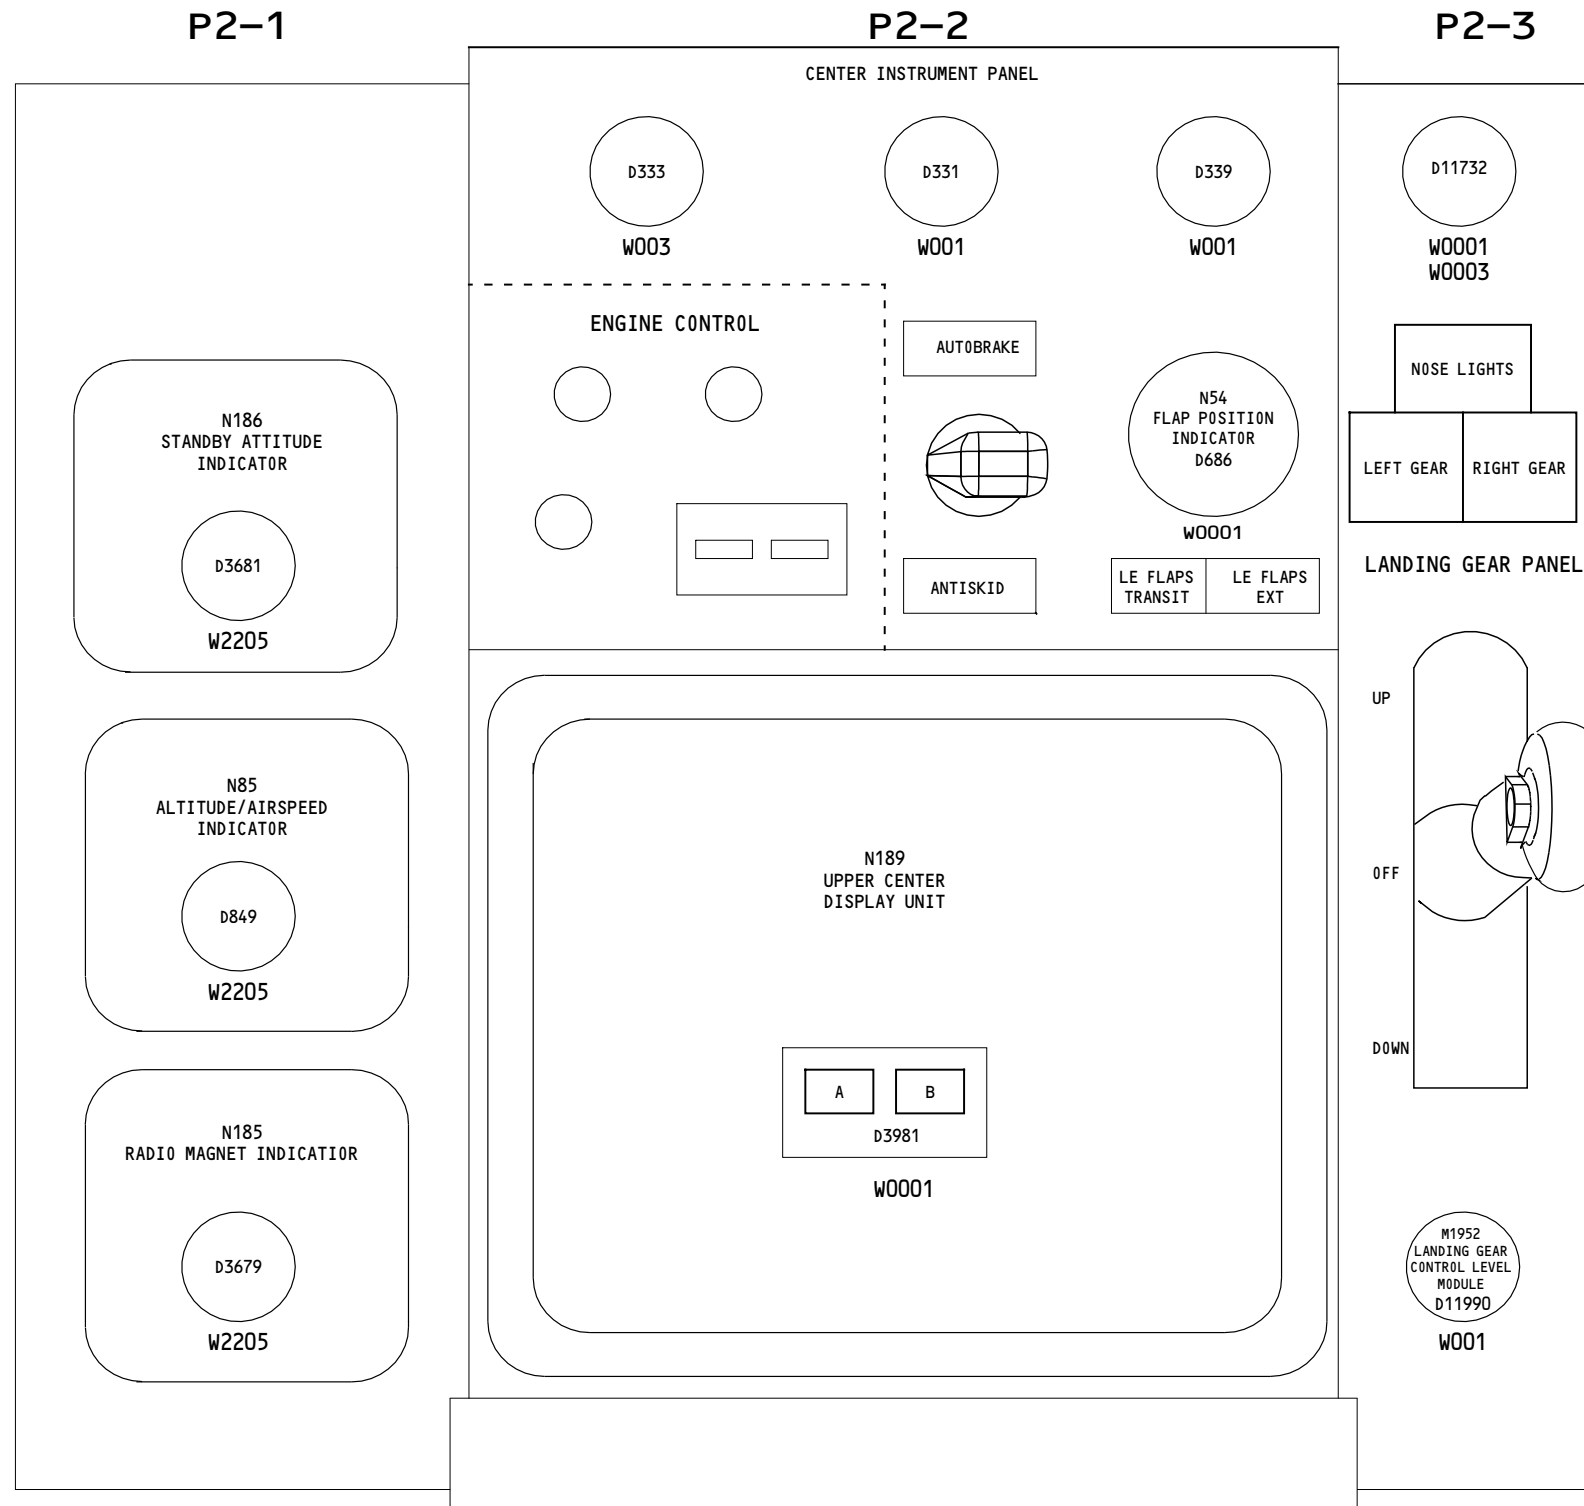 P2-1
P2-2
P2-3
CENTER INSTRUMENT PANEL
D333
W003
D331
W001
D339
W001
D11732
W0001
W0003
ENGINE CONTROL
AUTOBRAKE
N54
FLAP POSITION
INDICATOR
D686
W0001
ANTISKID
LE FLAPS
TRANSIT
LE FLAPS
EXT
NOSE LIGHTS
LEFT GEAR
RIGHT GEAR
LANDING GEAR PANEL
N186
STANDBY ATTITUDE
INDICATOR
D3681
W2205
N85
ALTITUDE/AIRSPEED
INDICATOR
D849
W2205
N185
RADIO MAGNET INDICATIOR
D3679
W2205
N189
UPPER CENTER
DISPLAY UNIT
A
B
D3981
W0001
UP
OFF
DOWN
M1952
LANDING GEAR
CONTROL LEVEL
MODULE
D11990
W001